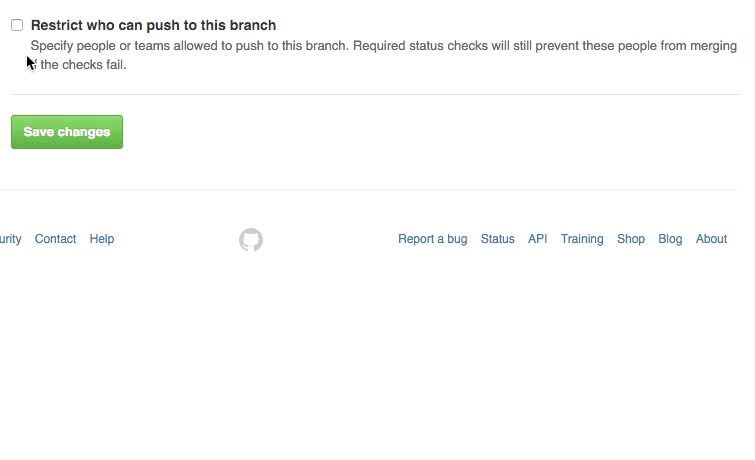 Restrict who can push to this branch
Specify people or teams allowed to push to this branch. Required status checks will still prevent these people from merging
if the checks fail.
Save changes
urity Contact Help Report a bug Status API Training Shop Blog About